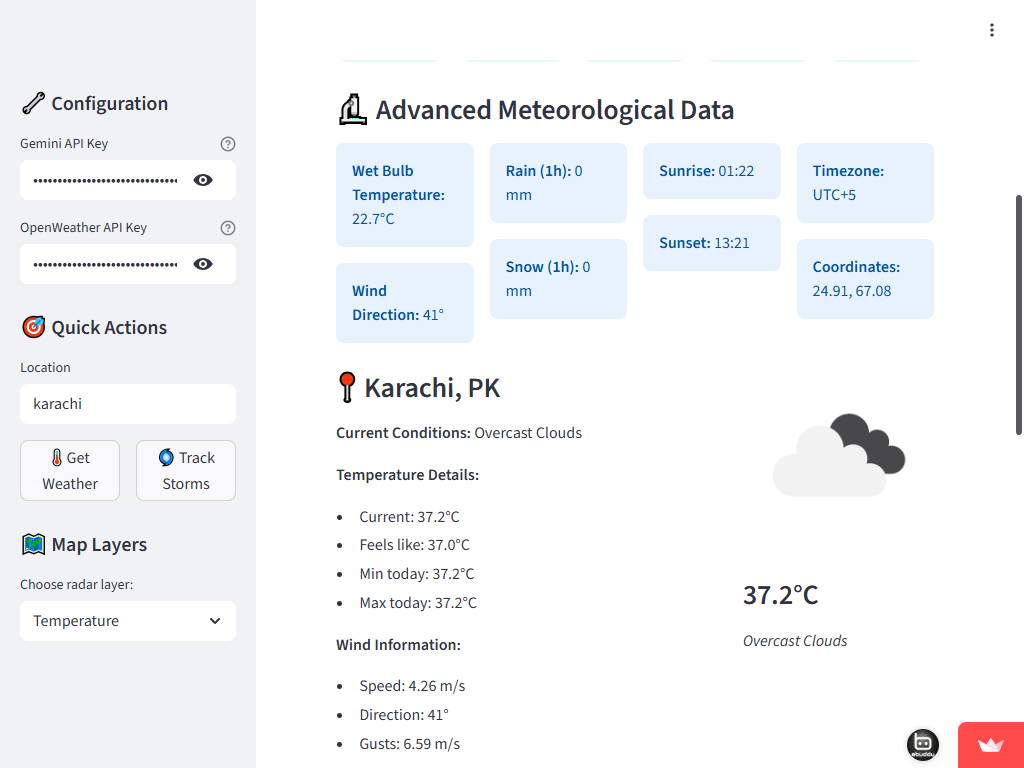 Configuration
Gemini API Key
••••••••••••••••••••••••••••••
OpenWeather API Key
••••••••••••••••••••••••••••••
Quick Actions
Location
karachi
Get
Weather
Track
Storms
Map Layers
Choose radar layer:
Temperature
Advanced Meteorological Data
Wet Bulb
Temperature:
22.7°C
Wind
Direction: 41°
Rain (1h): 0
mm
Snow (1h): 0
mm
Sunrise: 01:22
Sunset: 13:21
Timezone:
UTC+5
Coordinates:
24.91, 67.08
Karachi, PK
Current Conditions: Overcast Clouds
Temperature Details:
• Current: 37.2°C
• Feels like: 37.0°C
• Min today: 37.2°C
• Max today: 37.2°C
Wind Information:
• Speed: 4.26 m/s
• Direction: 41°
• Gusts: 6.59 m/s
37.2°C
Overcast Clouds